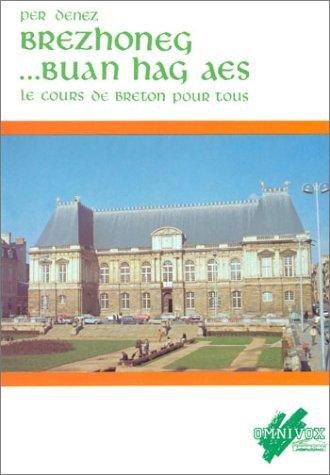 per denez
BREZHONEG
...BUAN HAG AES
le cours de breton pour tous
OMNIVOX